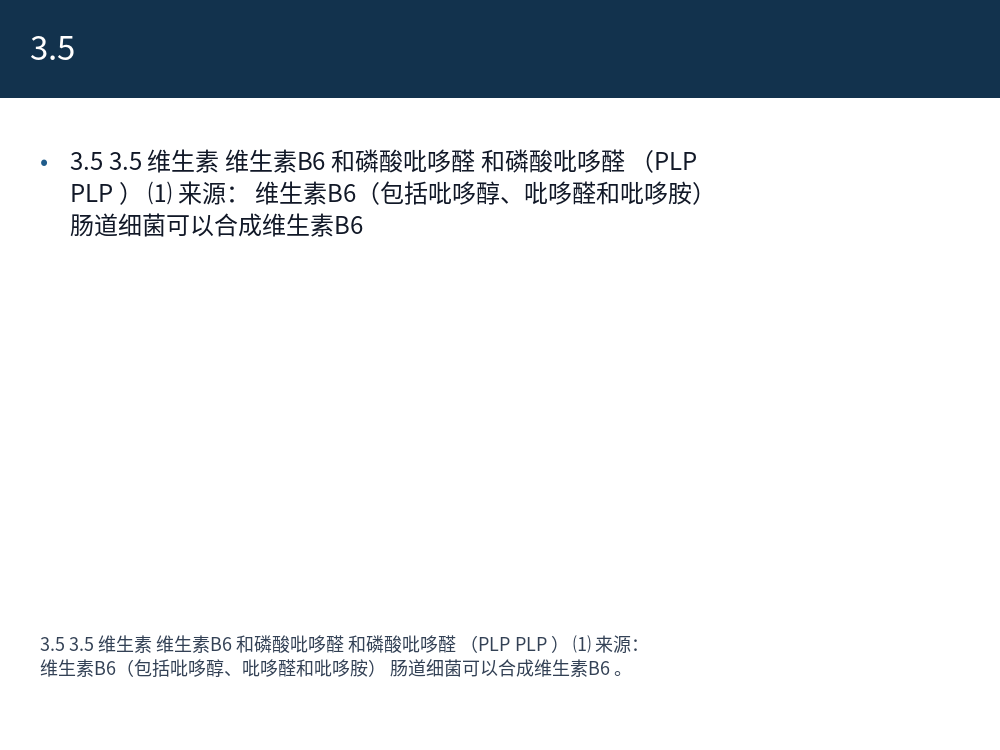 3.5
• 3.5 3.5 维生素 维生素B6 和磷酸吡哆醛 和磷酸吡哆醛 （PLP
PLP ） ⑴ 来源： 维生素B6（包括吡哆醇、吡哆醛和吡哆胺）
肠道细菌可以合成维生素B6
3.5 3.5 维生素 维生素B6 和磷酸吡哆醛 和磷酸吡哆醛 （PLP PLP ） ⑴ 来源：
维生素B6（包括吡哆醇、吡哆醛和吡哆胺） 肠道细菌可以合成维生素B6 。